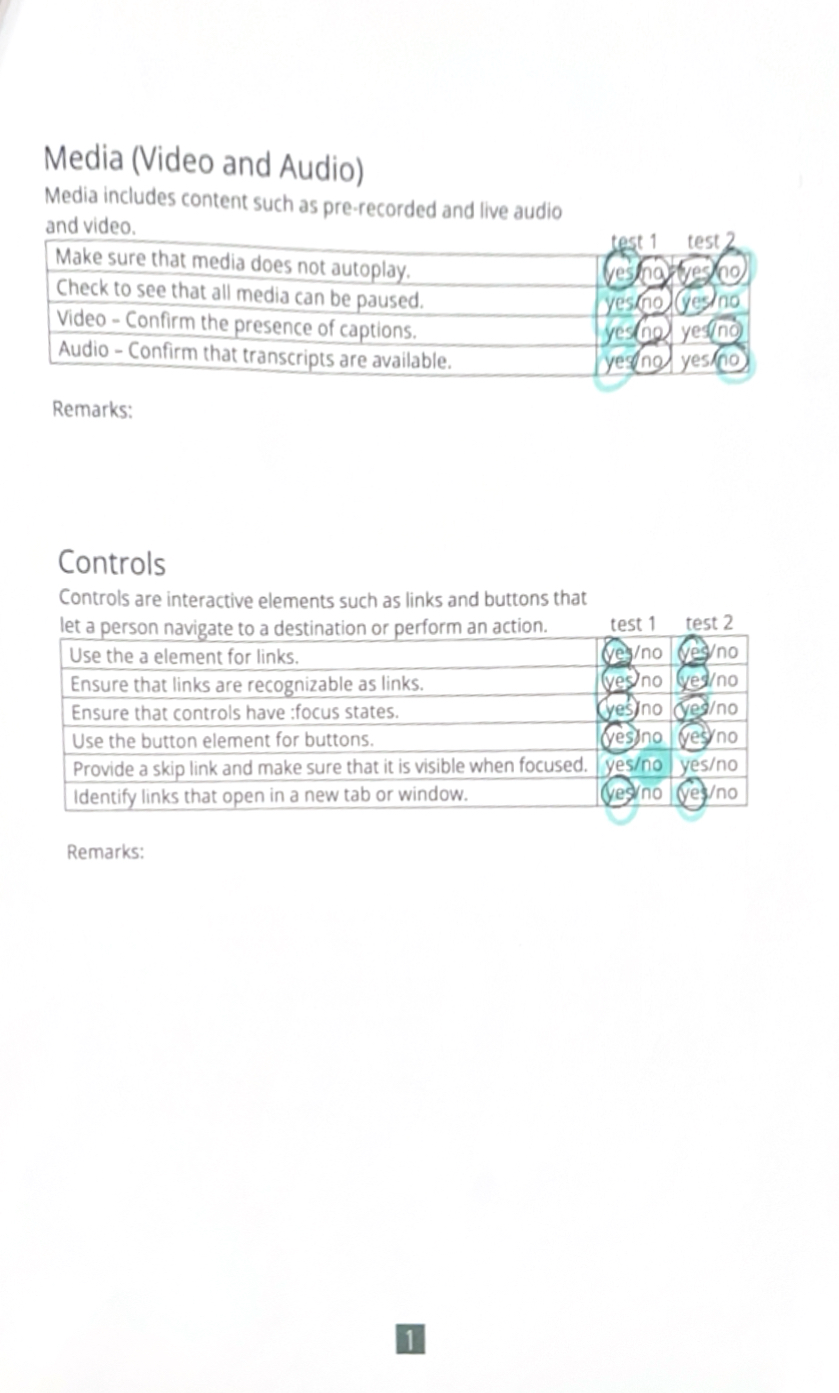 Media (Video and Audio)
Media includes content such as pre-recorded and live audio
and video.
test 1 test 2
Make sure that media does not autoplay. yes/no yes/no
Check to see that all media can be paused. yes/no yes/no
Video – Confirm the presence of captions. yes/no yes/no
Audio – Confirm that transcripts are available. yes/no yes/no
Remarks:
Controls
Controls are interactive elements such as links and buttons that
let a person navigate to a destination or perform an action. test 1 test 2
Use the a element for links. yes/no yes/no
Ensure that links are recognizable as links. yes/no yes/no
Ensure that controls have :focus states. yes/no yes/no
Use the button element for buttons. yes/no yes/no
Provide a skip link and make sure that it is visible when focused. yes/no yes/no
Identify links that open in a new tab or window. yes/no yes/no
Remarks:
1